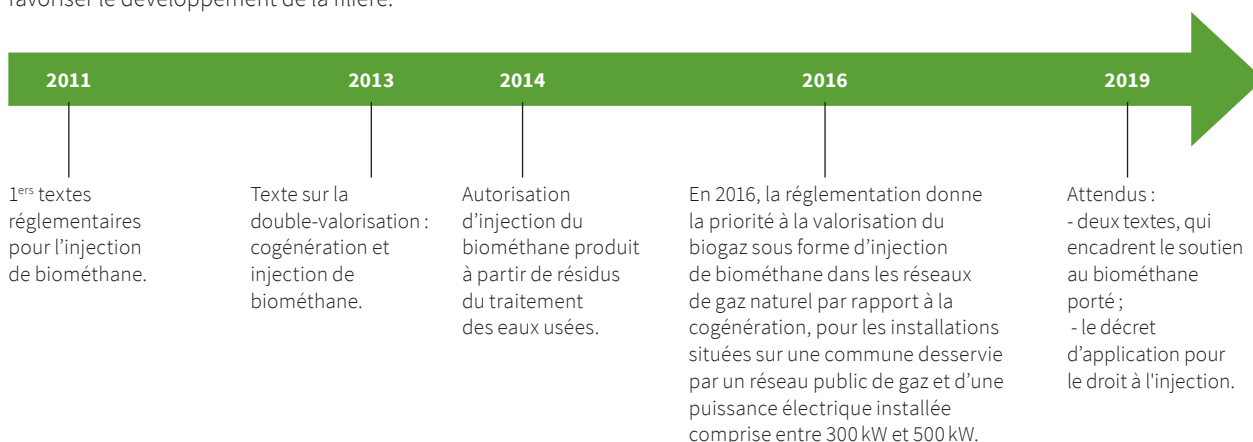 favoriser le développement de la filière.
2011
2013
2014
2016
2019
1ers textes
réglementaires
pour l’injection
de biométhane.
Texte sur la
double-valorisation :
cogénération et
injection de
biométhane.
Autorisation
d’injection du
biométhane produit
à partir de résidus
du traitement
des eaux usées.
En 2016, la réglementation donne
la priorité à la valorisation du
biogaz sous forme d’injection
de biométhane dans les réseaux
de gaz naturel par rapport à la
cogénération, pour les installations
situées sur une commune desservie
par un réseau public de gaz et d’une
puissance électrique installée
comprise entre 300 kW et 500 kW.
Attendus :
- deux textes, qui
encadrent le soutien
au biométhane
porté ;
- le décret
d’application pour
le droit à l'injection.